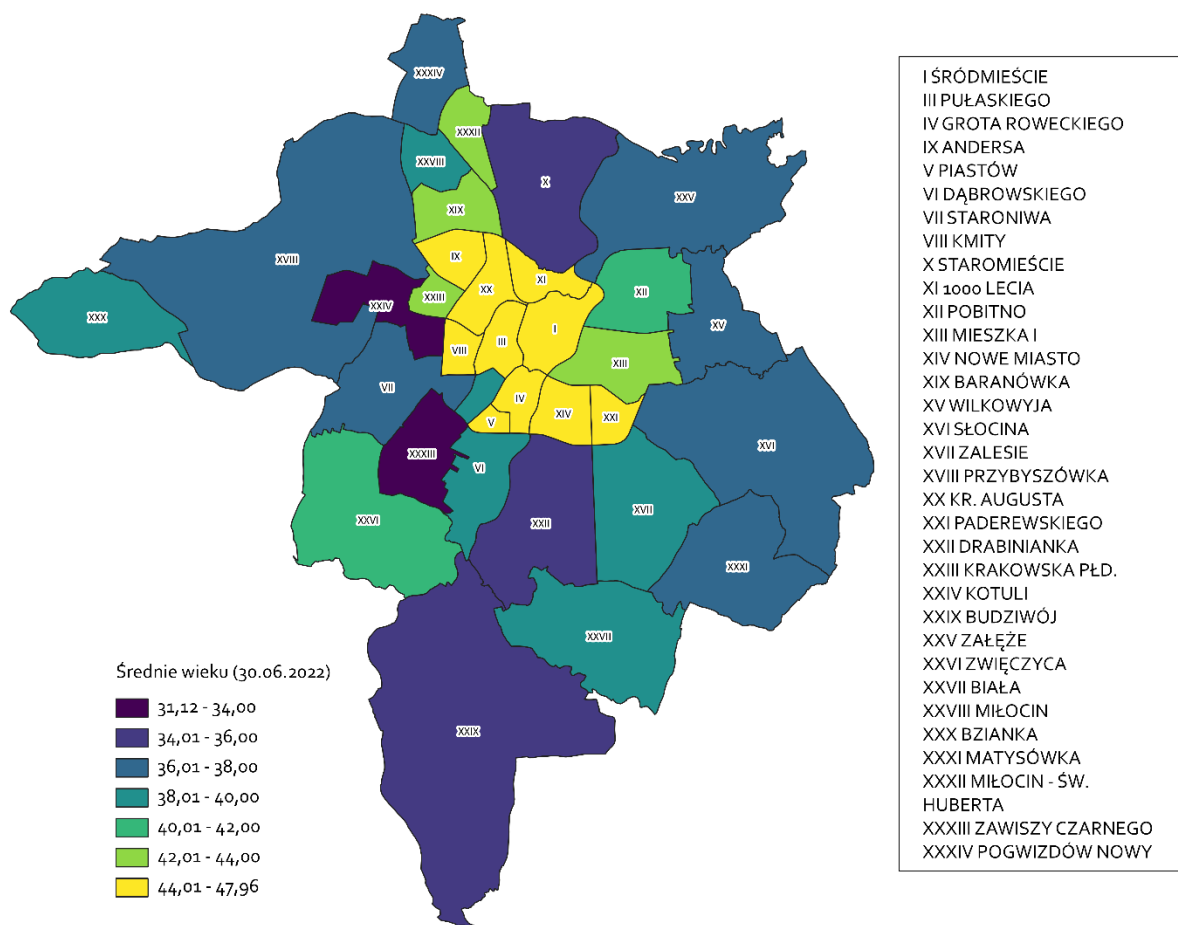 XXXIV
XXXII
XXVIII
X
XXV
XIX
IX
XVIII
XI
XX
XII
XXIV
XXIII
XXX
I
XV
III
VIII
XIII
VII
IV
XIV
XXI
V
XVI
XXXIII
VI
XXVI
XXII
XVII
XXXI
XXVII
XXIX
Średnie wieku (30.06.2022)
31,12 - 34,00
34,01 - 36,00
36,01 - 38,00
38,01 - 40,00
40,01 - 42,00
42,01 - 44,00
44,01 - 47,96
I ŚRÓDMIEŚCIE
III PUŁASKIEGO
IV GROTA ROWECKIEGO
IX ANDERSA
V PIASTÓW
VI DĄBROWSKIEGO
VII STARONIWA
VIII KMITY
X STAROMIEŚCIE
XI 1000 LECIA
XII POBITNO
XIII MIESZKA I
XIV NOWE MIASTO
XIX BARANÓWKA
XV WILKOWYJA
XVI SŁOCINA
XVII ZALESIE
XVIII PRZYBYSZÓWKA
XX KR. AUGUSTA
XXI PADEREWSKIEGO
XXII DRABINIANKA
XXIII KRAKOWSKA PŁD.
XXIV KOTULI
XXIX BUDZIWÓJ
XXV ZAŁĘŻE
XXVI ZWIĘCZYCA
XXVII BIAŁA
XXVIII MIŁOCIN
XXX BZIANKA
XXXI MATYSÓWKA
XXXII MIŁOCIN - ŚW.
HUBERTA
XXXIII ZAWISZY CZARNEGO
XXXIV POGWIZDÓW NOWY